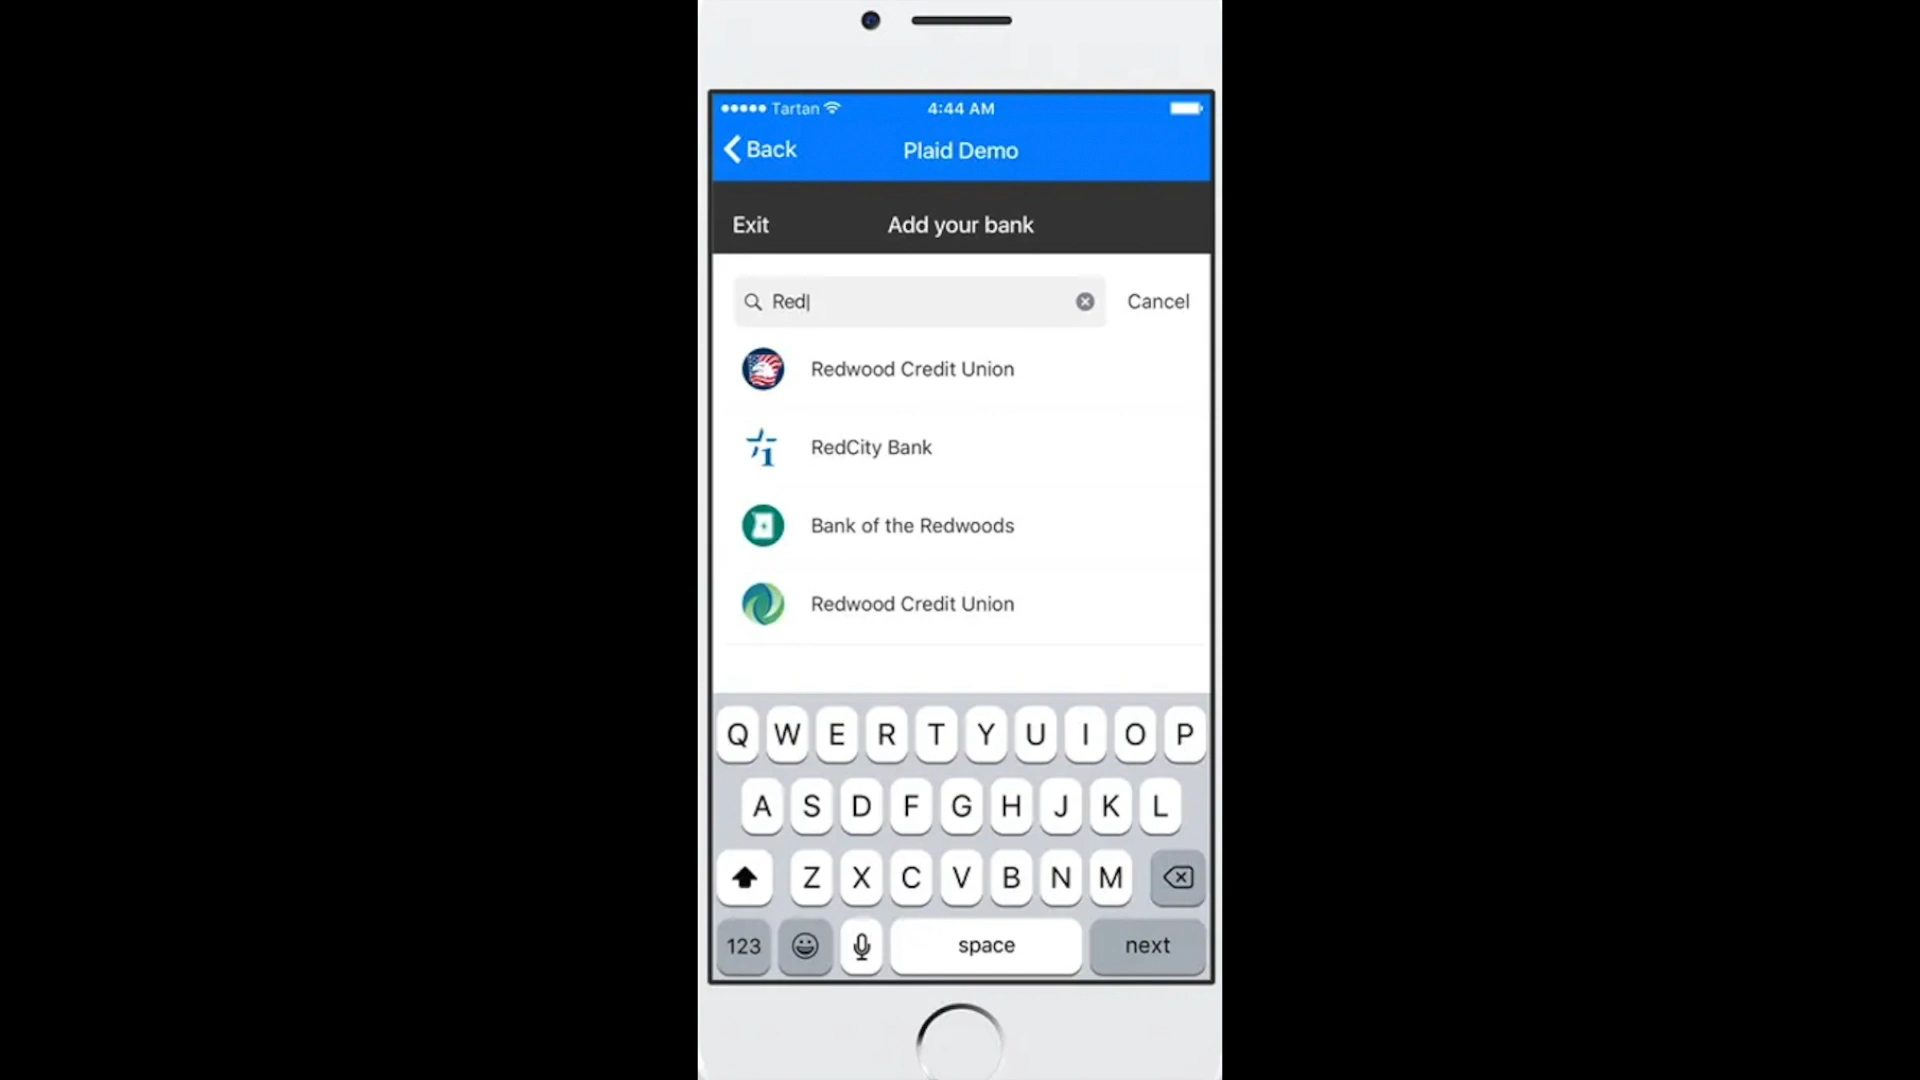 Tartan 4:44 AM
Back Plaid Demo
Exit Add your bank
Red Cancel
Redwood Credit Union
1 RedCity Bank
Bank of the Redwoods
Redwood Credit Union
Q W E R T Y U I O P
A S D F G H J K L
Z X C V B N M
123 space next